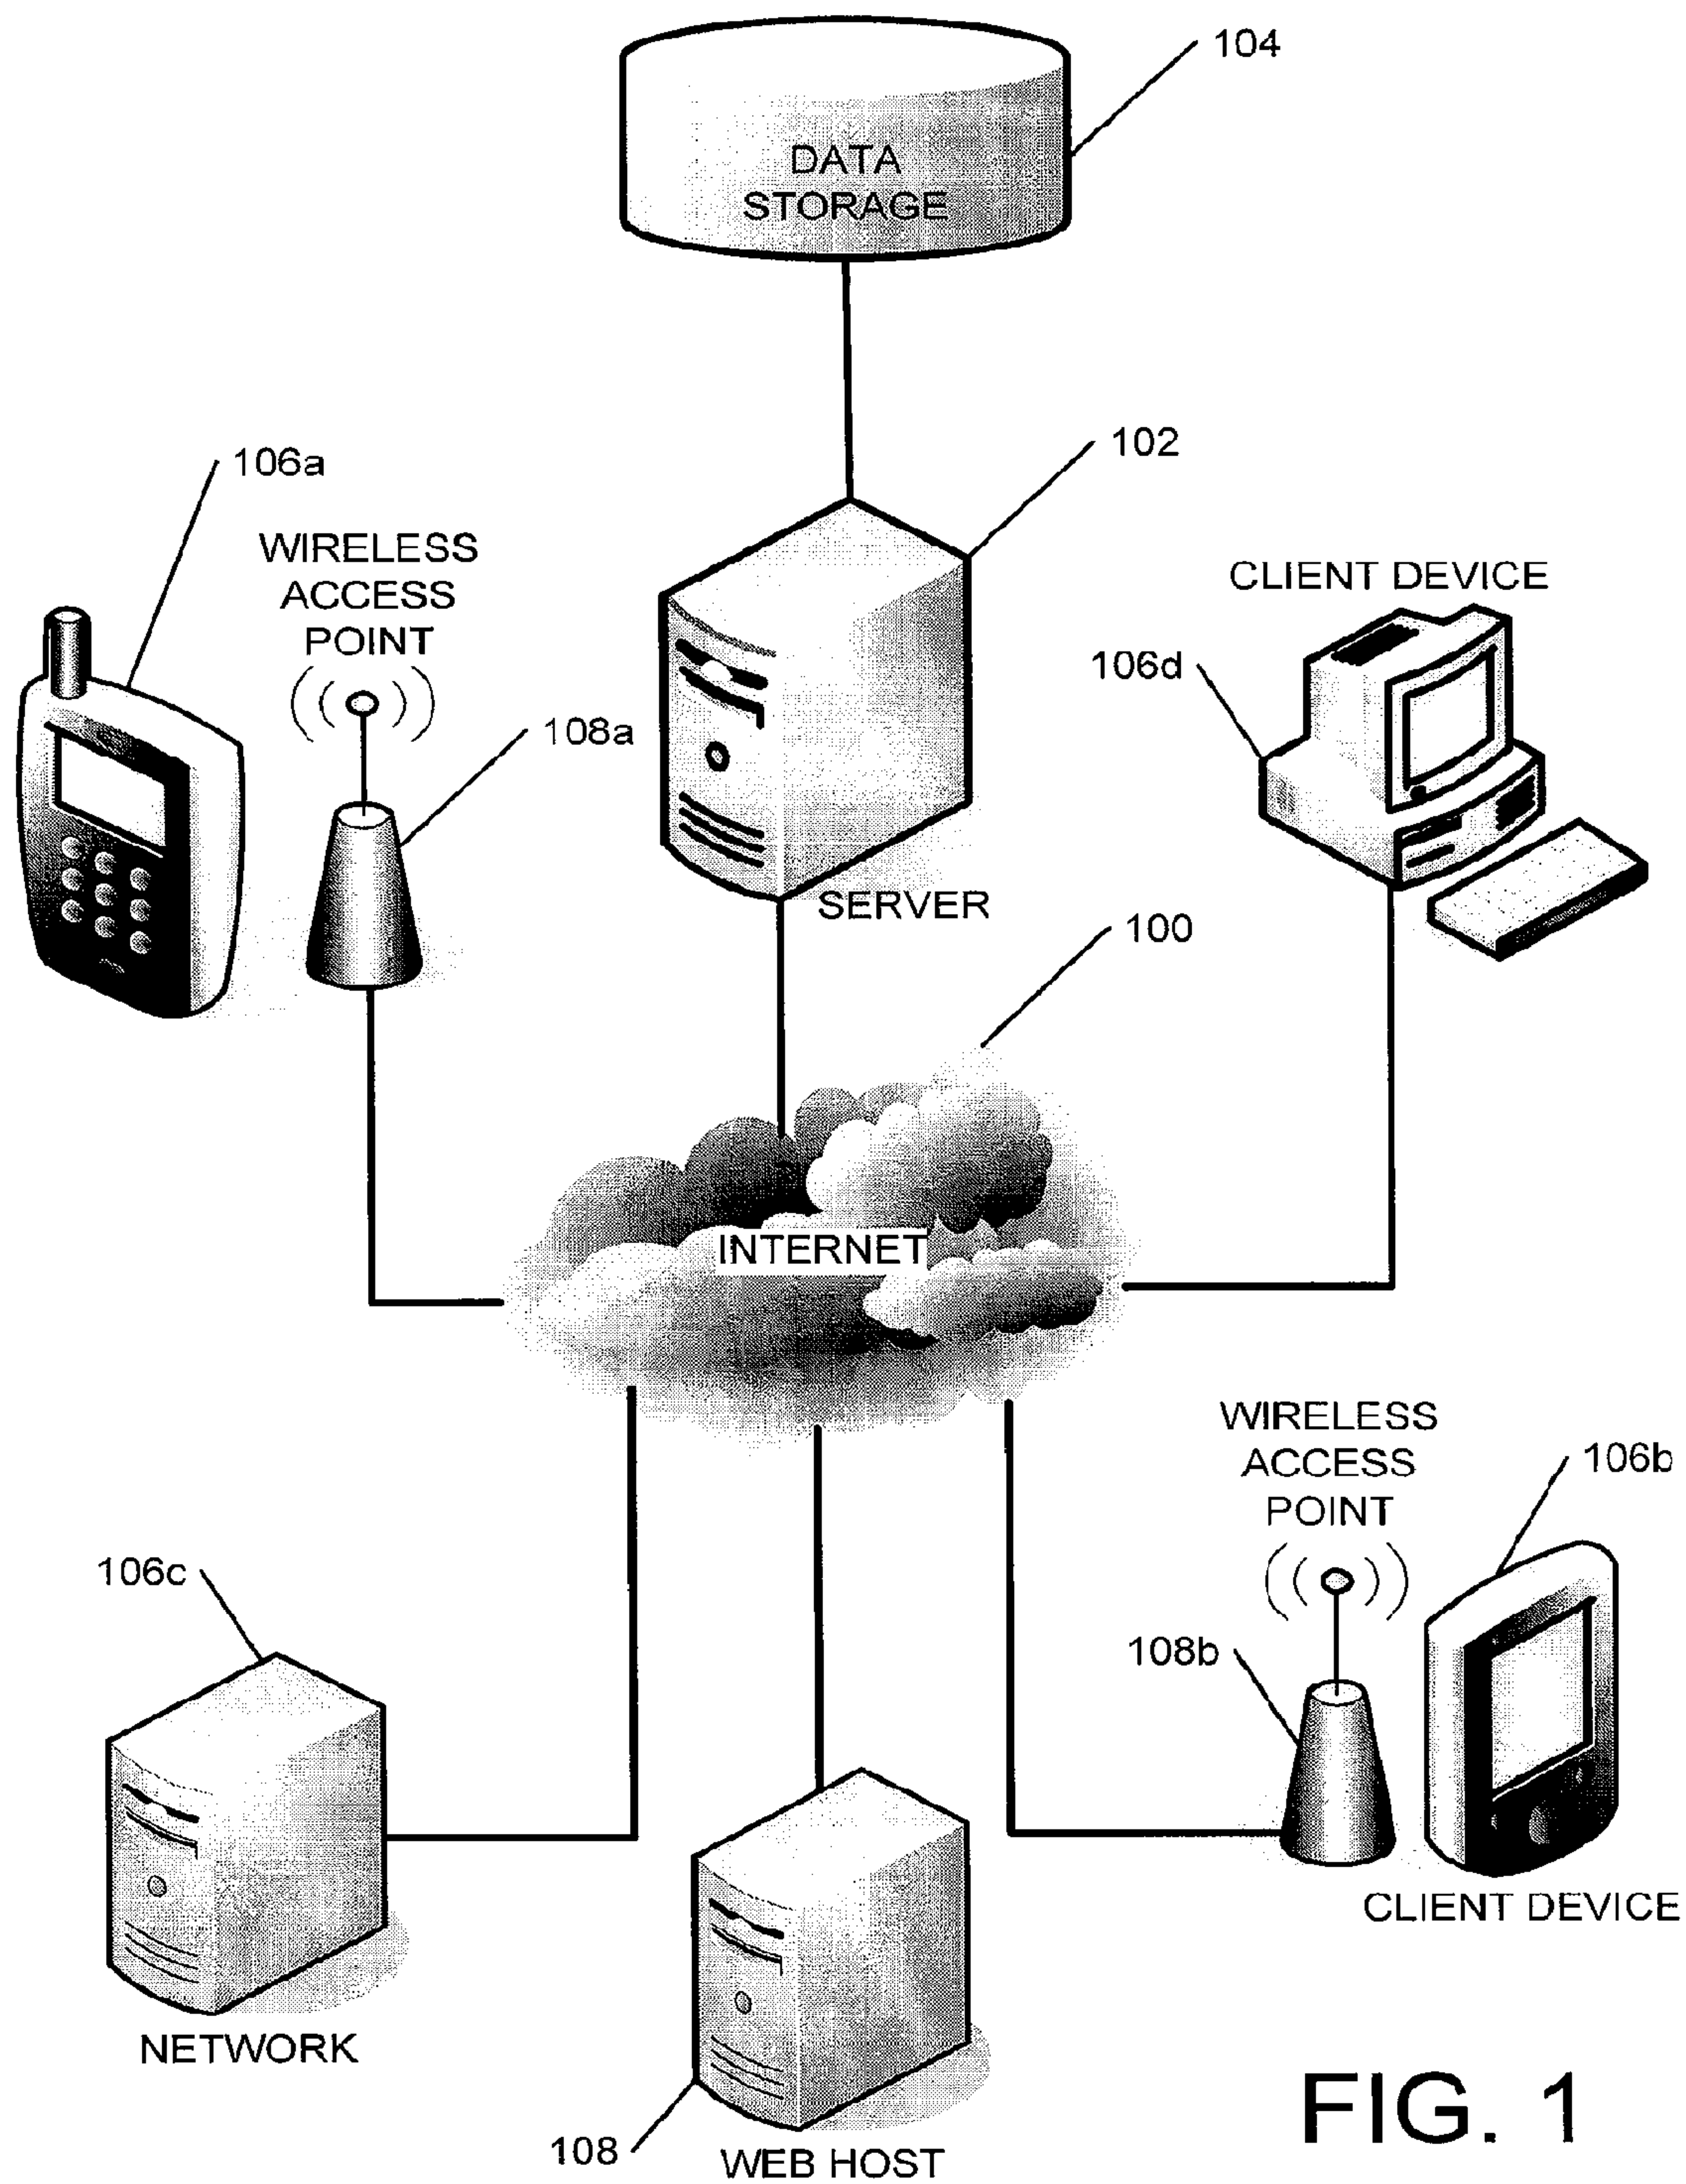 104
DATA
STORAGE
102
106a
WIRELESS
ACCESS
POINT
CLIENT DEVICE
106d
108a
SERVER
100
INTERNET
WIRELESS
ACCESS
POINT
106b
106c
108b
CLIENT DEVICE
NETWORK
108
WEB HOST
FIG. 1